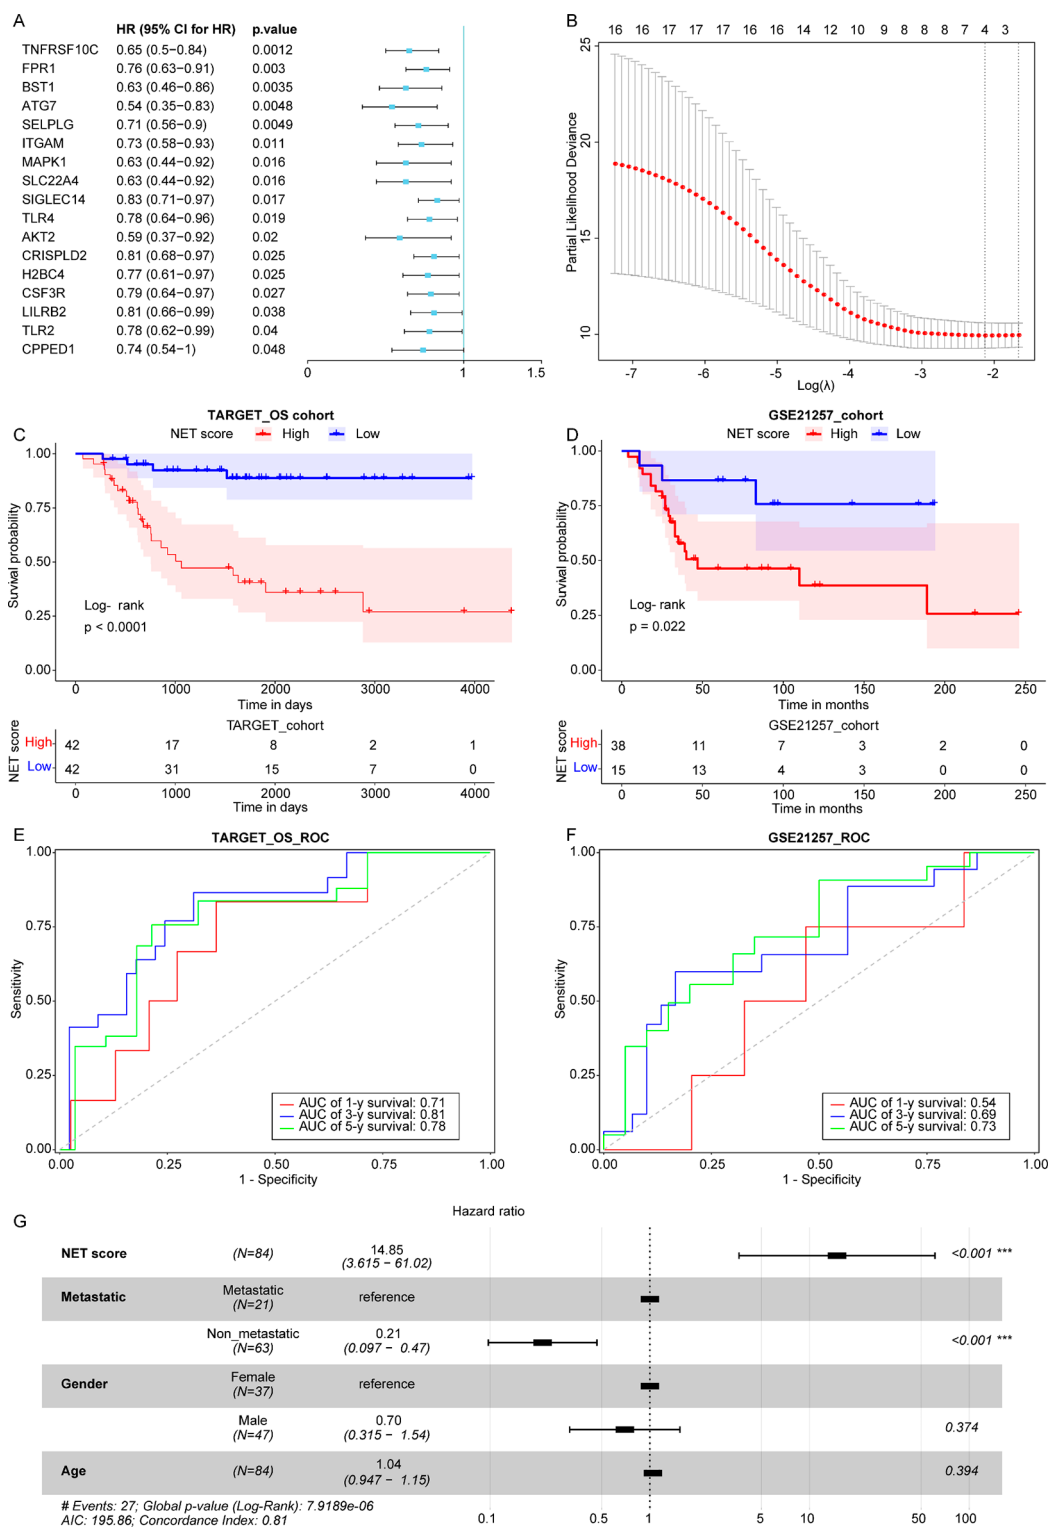 A
HR (95% CI for HR) p.value
TNFRSF10C 0.65 (0.5−0.84) 0.0012
FPR1 0.76 (0.63−0.91) 0.003
BST1 0.63 (0.46−0.86) 0.0035
ATG7 0.54 (0.35−0.83) 0.0048
SELPLG 0.71 (0.56−0.9) 0.0049
ITGAM 0.73 (0.58−0.93) 0.011
MAPK1 0.63 (0.44−0.92) 0.016
SLC22A4 0.63 (0.44−0.92) 0.016
SIGLEC14 0.83 (0.71−0.97) 0.017
TLR4 0.78 (0.64−0.96) 0.019
AKT2 0.59 (0.37−0.92) 0.02
CRISPLD2 0.81 (0.68−0.97) 0.025
H2BC4 0.77 (0.61−0.97) 0.025
CSF3R 0.79 (0.64−0.97) 0.027
LILRB2 0.81 (0.66−0.99) 0.038
TLR2 0.78 (0.62−0.99) 0.04
CPPED1 0.74 (0.54−1) 0.048
0 0.5 1 1.5
B
16 16 17 17 17 16 16 14 12 10 9 8 8 8 7 4 3
Partial Likelihood Deviance
25
20
15
10
-7 -6 -5 -4 -3 -2
Log(λ)
C
TARGET_OS cohort
NET score High Low
Survival probability
1.00
0.75
0.50
0.25
0.00
Log- rank
p < 0.0001
0 1000 2000 3000 4000
Time in days
TARGET_cohort
NET score
High 42 17 8 2 1
Low 42 31 15 7 0
0 1000 2000 3000 4000
Time in days
D
GSE21257_cohort
NET score High Low
Survival probability
1.00
0.75
0.50
0.25
0.00
Log- rank
p = 0.022
0 50 100 150 200 250
Time in months
GSE21257_cohort
NET score
High 38 11 7 3 2 0
Low 15 13 4 3 0 0
0 50 100 150 200 250
Time in months
E
TARGET_OS_ROC
Sensitivity
1.00
0.75
0.50
0.25
0.00
AUC of 1-y survival: 0.71
AUC of 3-y survival: 0.81
AUC of 5-y survival: 0.78
0.00 0.25 0.50 0.75 1.00
1 - Specificity
F
GSE21257_ROC
Sensitivity
1.00
0.75
0.50
0.25
0.00
AUC of 1-y survival: 0.54
AUC of 3-y survival: 0.69
AUC of 5-y survival: 0.73
0.00 0.25 0.50 0.75 1.00
1 - Specificity
G
Hazard ratio
NET score (N=84) 14.85 <0.001 ***
(3.615 − 61.02)
Metastatic Metastatic reference
(N=21)
Non_metastatic 0.21 <0.001 ***
(N=63) (0.097 − 0.47)
Gender Female reference
(N=37)
Male 0.70 0.374
(N=47) (0.315 − 1.54)
Age (N=84) 1.04 0.394
(0.947 − 1.15)
# Events: 27; Global p-value (Log-Rank): 7.9189e-06
AIC: 195.86; Concordance Index: 0.81
0.1 0.5 1 5 10 50 100